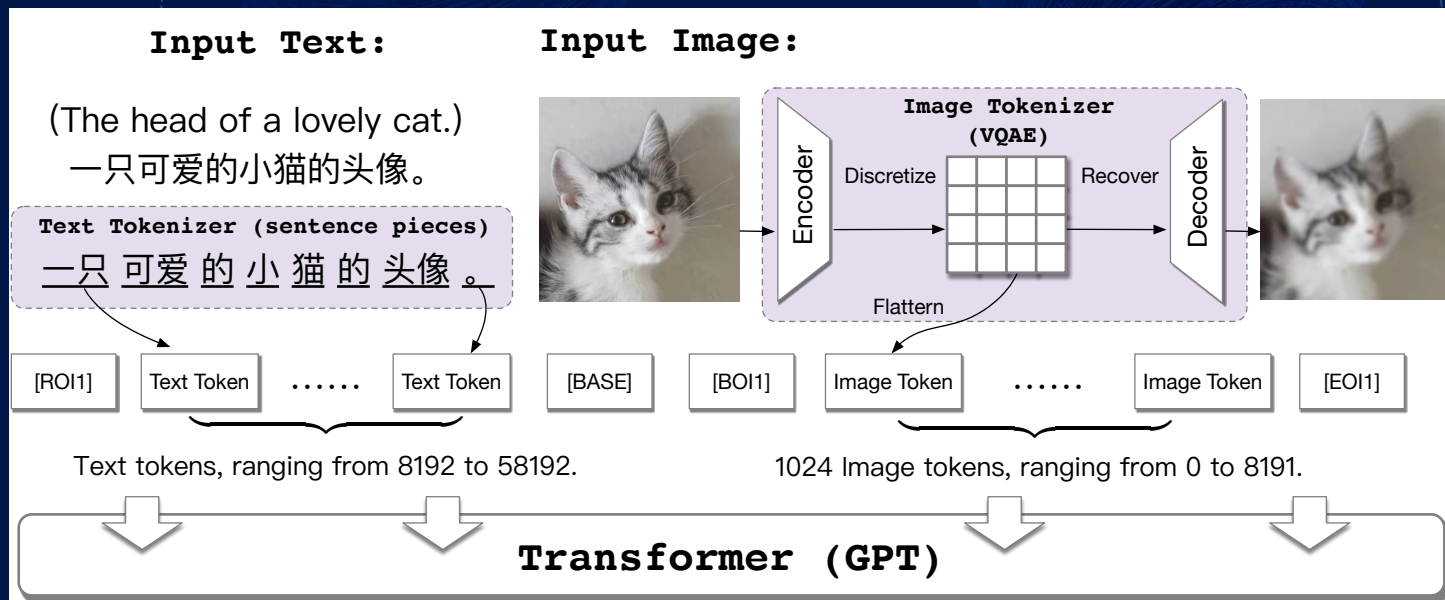 Input Text:
Input Image:
(The head of a lovely cat.)
一只可爱的小猫的头像。
Text Tokenizer (sentence pieces)
一只 可爱 的 小 猫 的 头像 。
Image Tokenizer
(VQAE)
Encoder
Discretize
Recover
Decoder
Flattern
[ROI1]
Text Token
......
Text Token
[BASE]
[BOI1]
Image Token
......
Image Token
[EOI1]
Text tokens, ranging from 8192 to 58192.
1024 Image tokens, ranging from 0 to 8191.
Transformer (GPT)